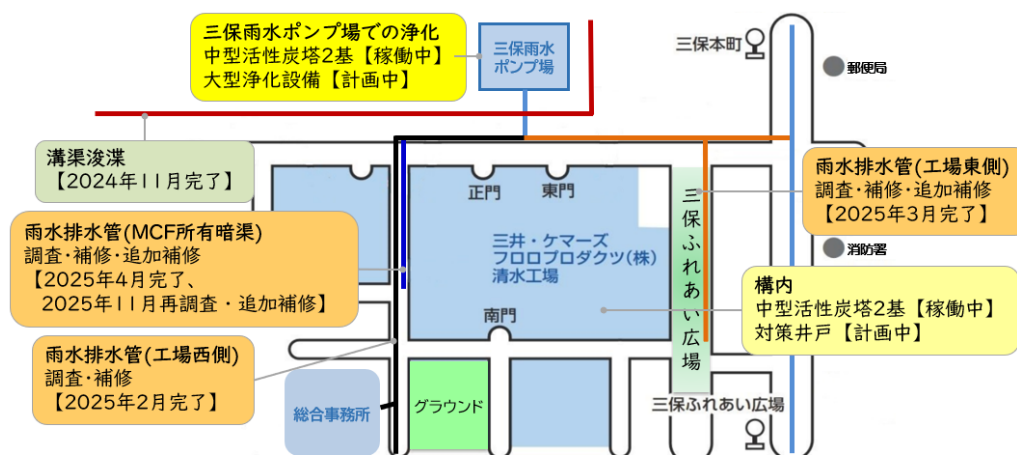 三保雨水ポンプ場での浄化
中型活性炭塔2基【稼働中】
大型浄化設備【計画中】
三保雨水
ポンプ場
三保本町
郵便局
溝渠浚渫
【2024年11月完了】
正門
東門
雨水排水管(工場東側)
調査･補修･追加補修
【2025年3月完了】
雨水排水管(MCF所有暗渠)
調査･補修･追加補修
【2025年4月完了、
2025年11月再調査・追加補修】
三井・ケマーズ
フロロプロダクツ(株)
清水工場
三保ふれあい広場
消防署
構内
中型活性炭塔2基【稼働中】
対策井戸【計画中】
南門
雨水排水管(工場西側)
調査･補修
【2025年2月完了】
総合事務所
グラウンド
三保ふれあい広場